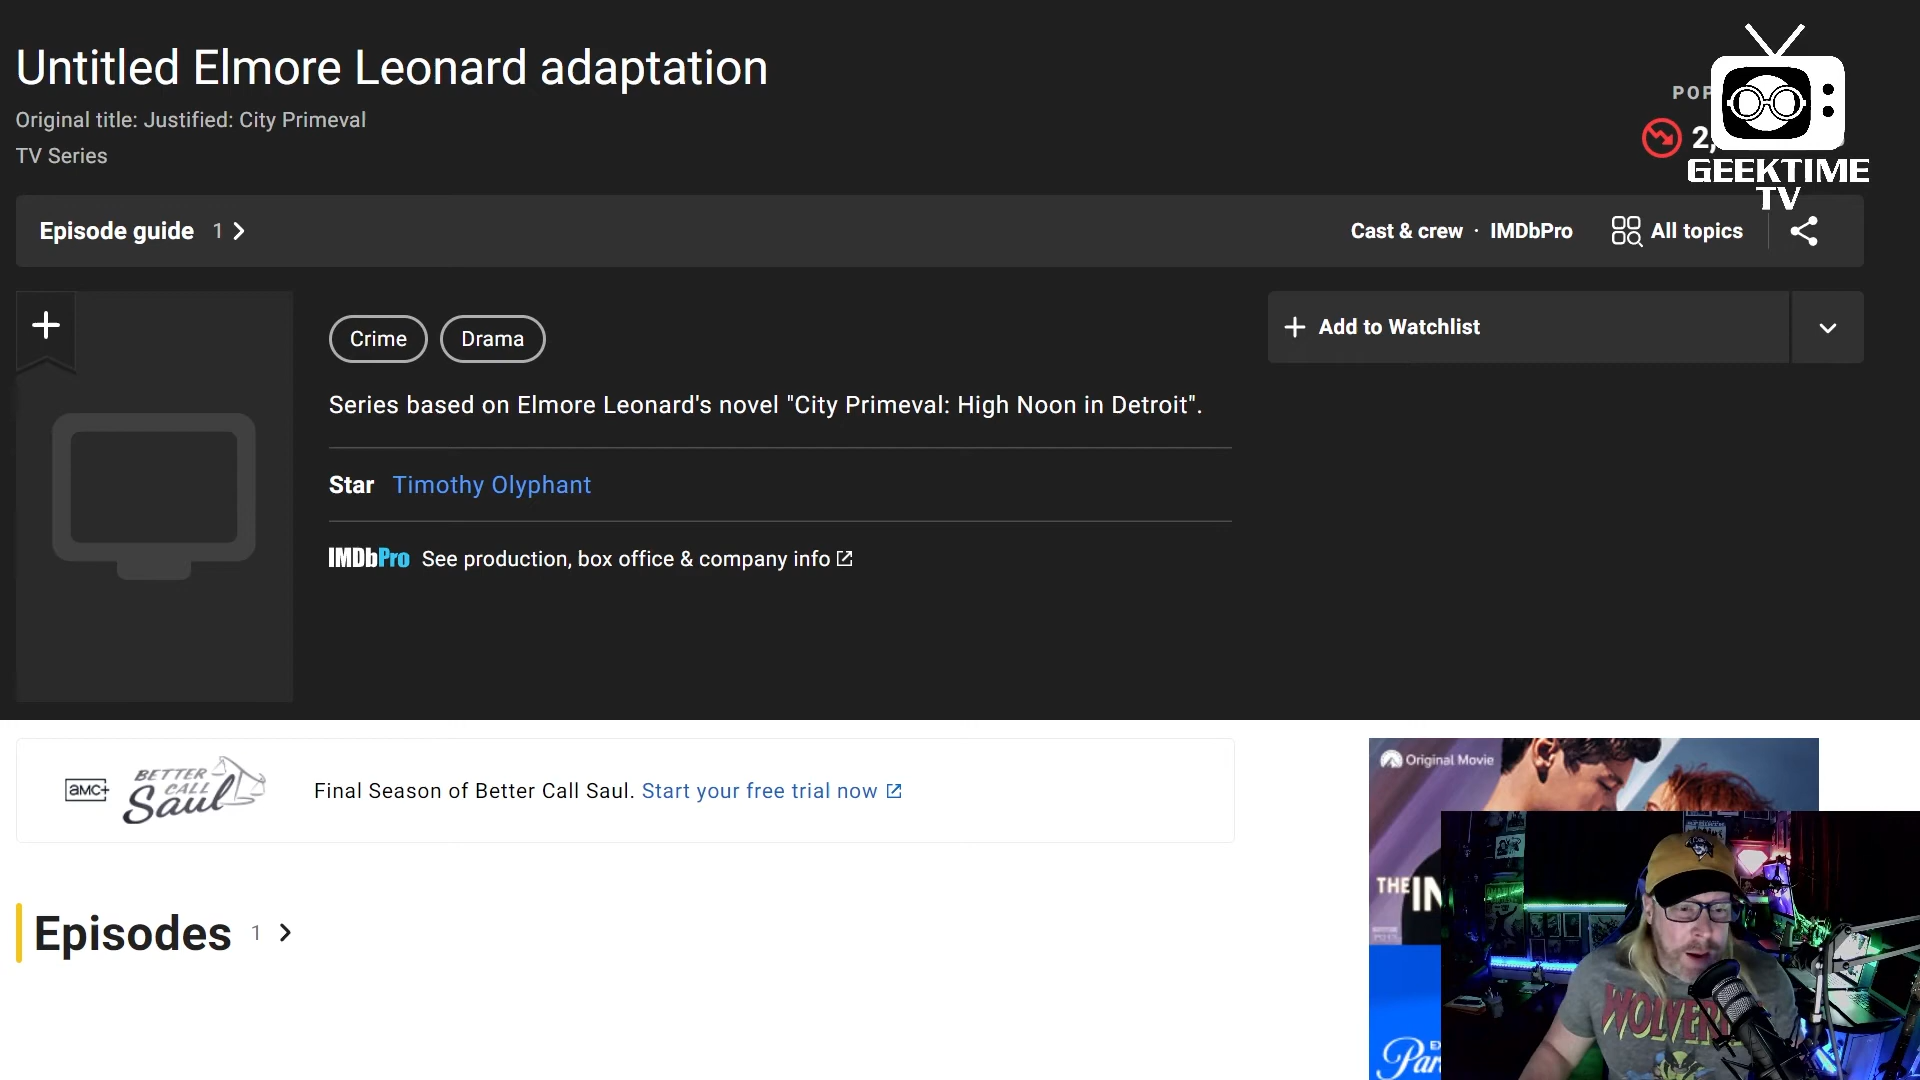 Untitled Elmore Leonard adaptation
Original title: Justified: City Primeval
TV Series
POP
2,
GEEKTIME
TV
Episode guide 1
Cast & crew · IMDbPro
All topics
Crime
Drama
+ Add to Watchlist
Series based on Elmore Leonard's novel "City Primeval: High Noon in Detroit".
Star Timothy Olyphant
IMDbPro See production, box office & company info
aMC+
BETTER
CALL
Saul
Final Season of Better Call Saul. Start your free trial now
Original Movie
THE IN
Par
WOLVER
Episodes 1